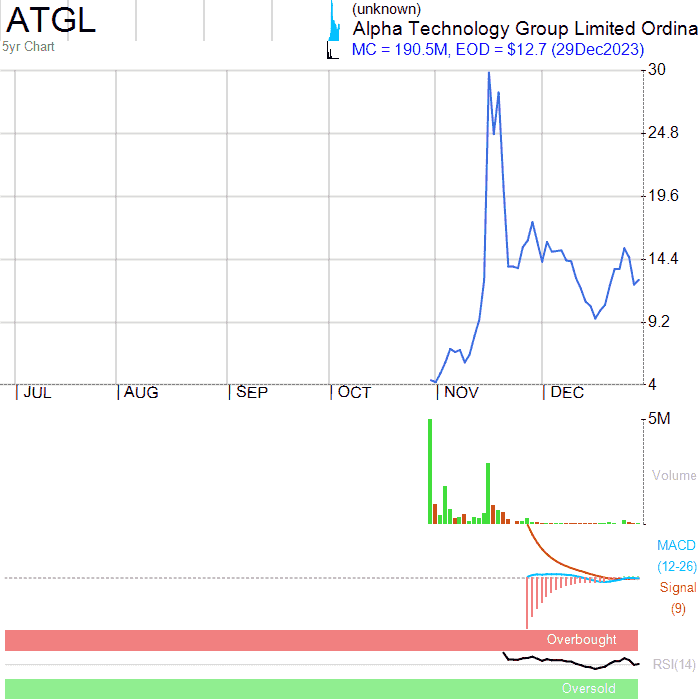 ATGL
(unknown)
Alpha Technology Group Limited Ordina
5yr Chart
MC = 190.5M, EOD = $12.7 (29Dec2023)
30
24.8
19.6
14.4
9.2
4
JUL AUG SEP OCT NOV DEC
5M
Volume
MACD
(12-26)
Signal
(9)
Overbought
RSI(14)
Oversold